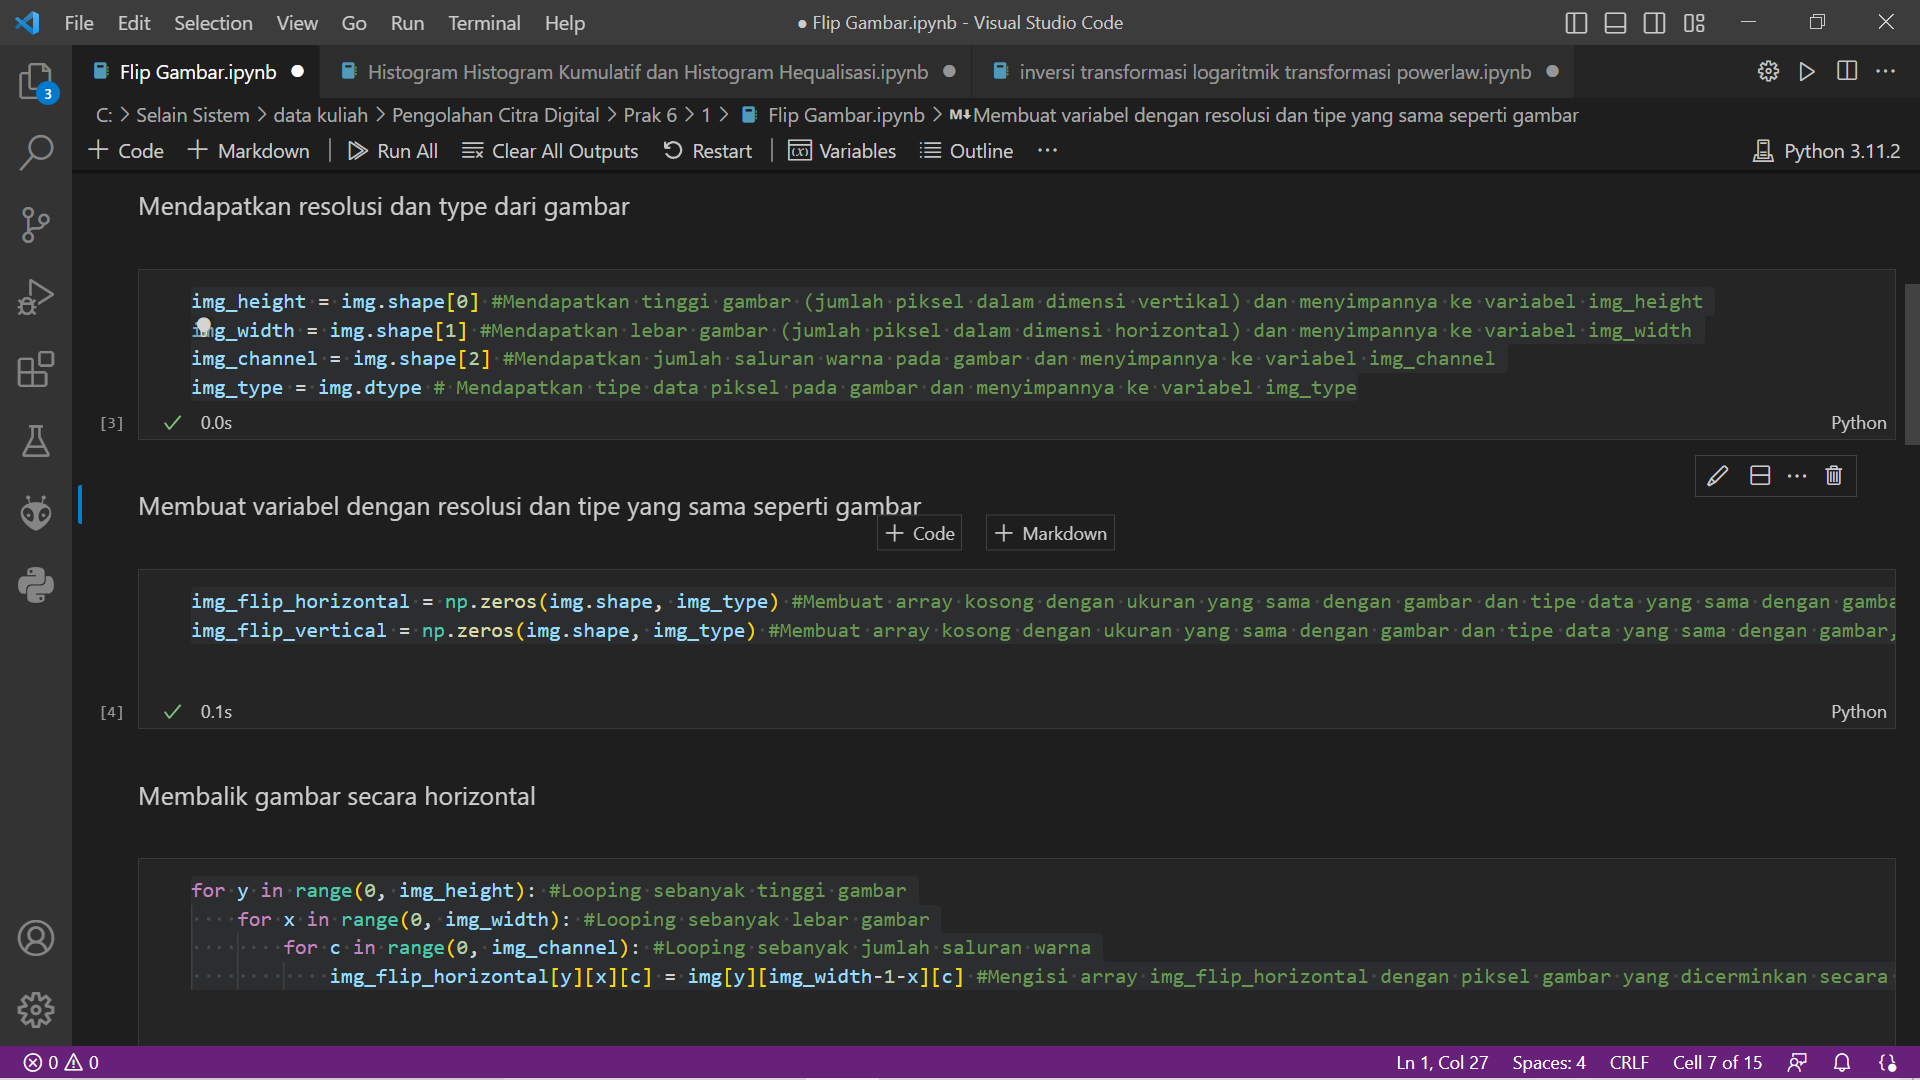 File Edit Selection View Go Run Terminal Help
● Flip Gambar.ipynb - Visual Studio Code
Flip Gambar.ipynb ●
Histogram Histogram Kumulatif dan Histogram Hequalisasi.ipynb ●
inversi transformasi logaritmik transformasi powerlaw.ipynb ●
3
C: > Selain Sistem > data kuliah > Pengolahan Citra Digital > Prak 6 > 1 > Flip Gambar.ipynb > M↓Membuat variabel dengan resolusi dan tipe yang sama seperti gambar
+ Code + Markdown | Run All Clear All Outputs Restart | Variables Outline ···
Python 3.11.2
Mendapatkan resolusi dan type dari gambar
img_height = img.shape[0] #Mendapatkan tinggi gambar (jumlah piksel dalam dimensi vertikal) dan menyimpannya ke variabel img_height
img_width = img.shape[1] #Mendapatkan lebar gambar (jumlah piksel dalam dimensi horizontal) dan menyimpannya ke variabel img_width
img_channel = img.shape[2] #Mendapatkan jumlah saluran warna pada gambar dan menyimpannya ke variabel img_channel
img_type = img.dtype # Mendapatkan tipe data piksel pada gambar dan menyimpannya ke variabel img_type
[3] ✓ 0.0s
Python
Membuat variabel dengan resolusi dan tipe yang sama seperti gambar
+ Code + Markdown
img_flip_horizontal = np.zeros(img.shape, img_type) #Membuat array kosong dengan ukuran yang sama dengan gambar dan tipe data yang sama dengan gamba
img_flip_vertical = np.zeros(img.shape, img_type) #Membuat array kosong dengan ukuran yang sama dengan gambar dan tipe data yang sama dengan gambar,
[4] ✓ 0.1s
Python
Membalik gambar secara horizontal
for y in range(0, img_height): #Looping sebanyak tinggi gambar
    for x in range(0, img_width): #Looping sebanyak lebar gambar
        for c in range(0, img_channel): #Looping sebanyak jumlah saluran warna
            img_flip_horizontal[y][x][c] = img[y][img_width-1-x][c] #Mengisi array img_flip_horizontal dengan piksel gambar yang dicerminkan secara
0 0
Ln 1, Col 27 Spaces: 4 CRLF Cell 7 of 15